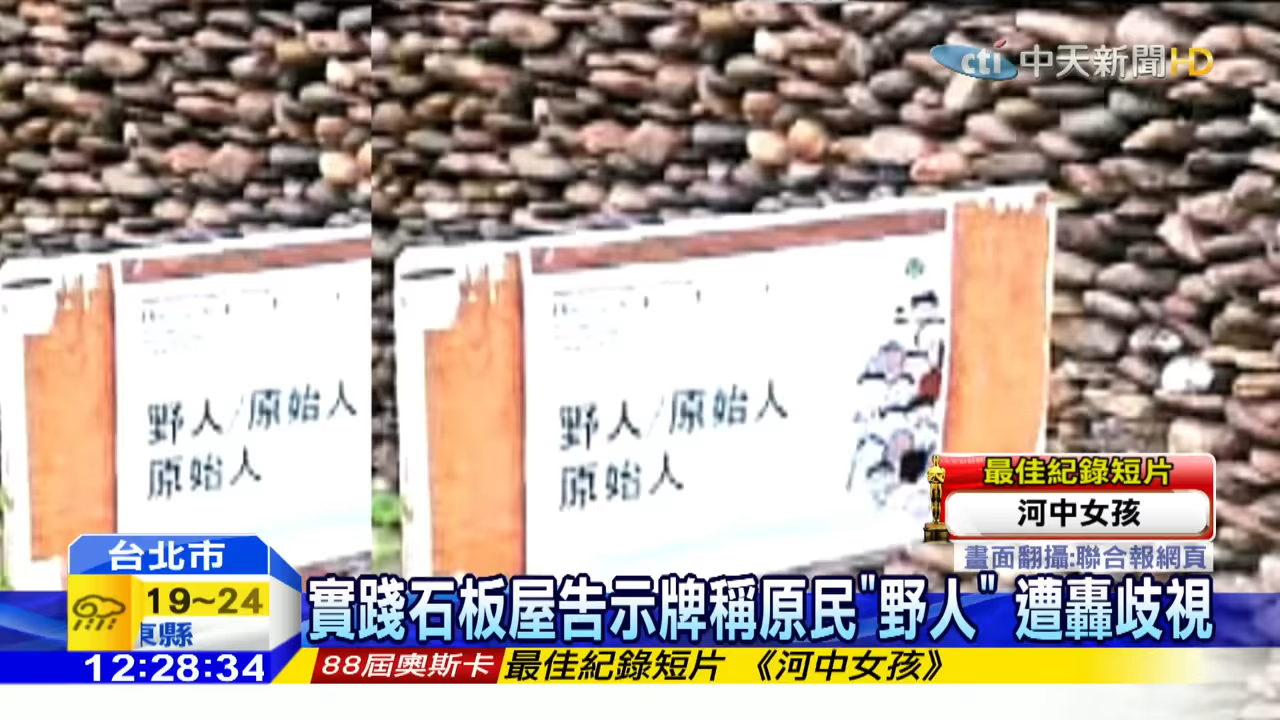 cti 中天新聞HD
野人/原始人
原始人
野人/原始人
原始人
最佳紀錄短片
河中女孩
畫面翻攝:聯合報網頁
台北市
19~24
東縣
實踐石板屋告示牌稱原民"野人" 遭轟歧視
12:28:34
88屆奧斯卡 最佳紀錄短片 《河中女孩》